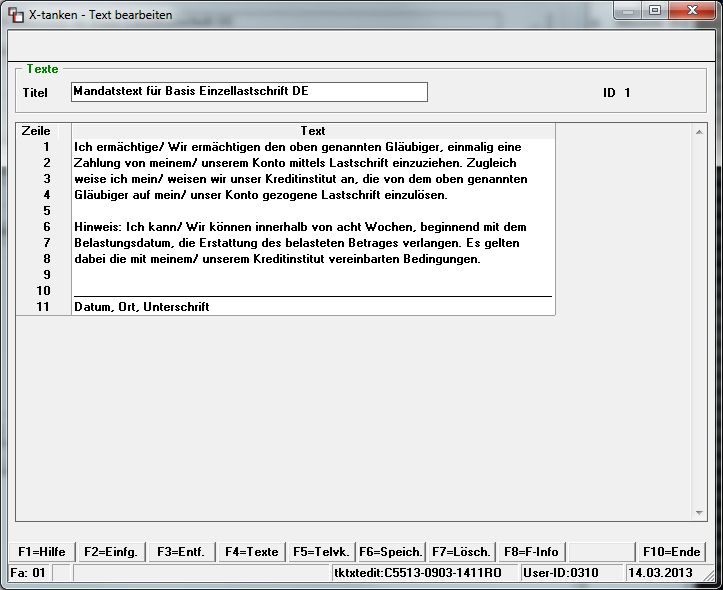 X-tanken - Text bearbeiten
Texte
Titel Mandatstext für Basis Einzellastschrift DE ID 1
Zeile Text
1 Ich ermächtige/ Wir ermächtigen den oben genannten Gläubiger, einmalig eine
2 Zahlung von meinem/ unserem Konto mittels Lastschrift einzuziehen. Zugleich
3 weise ich mein/ weisen wir unser Kreditinstitut an, die von dem oben genannten
4 Gläubiger auf mein/ unser Konto gezogene Lastschrift einzulösen.
5
6 Hinweis: Ich kann/ Wir können innerhalb von acht Wochen, beginnend mit dem
7 Belastungsdatum, die Erstattung des belasteten Betrages verlangen. Es gelten
8 dabei die mit meinem/ unserem Kreditinstitut vereinbarten Bedingungen.
9
10
11 Datum, Ort, Unterschrift
F1=Hilfe F2=Einfg. F3=Entf. F4=Texte F5=Telvk. F6=Speich. F7=Lösch. F8=F-Info F10=Ende
Fa: 01 tktxtedit:C5513-0903-1411RO User-ID:0310 14.03.2013